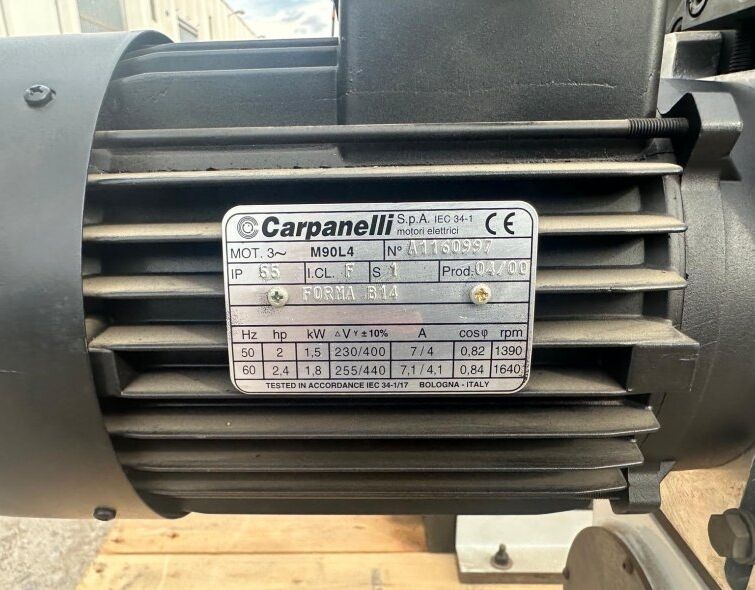 Carpanelli S.p.A. IEC 34-1 CE
motori elettrici
MOT. 3~ M90L4 N° A1160997
IP 55 I.CL. F S 1 Prod. 04/00
FORMA B14
Hz hp kW △V Y ±10% A cosφ rpm
50 2 1,5 230/400 7/4 0,82 1390
60 2,4 1,8 255/440 7,1/4,1 0,84 1640
TESTED IN ACCORDANCE IEC 34-1/17 BOLOGNA - ITALY